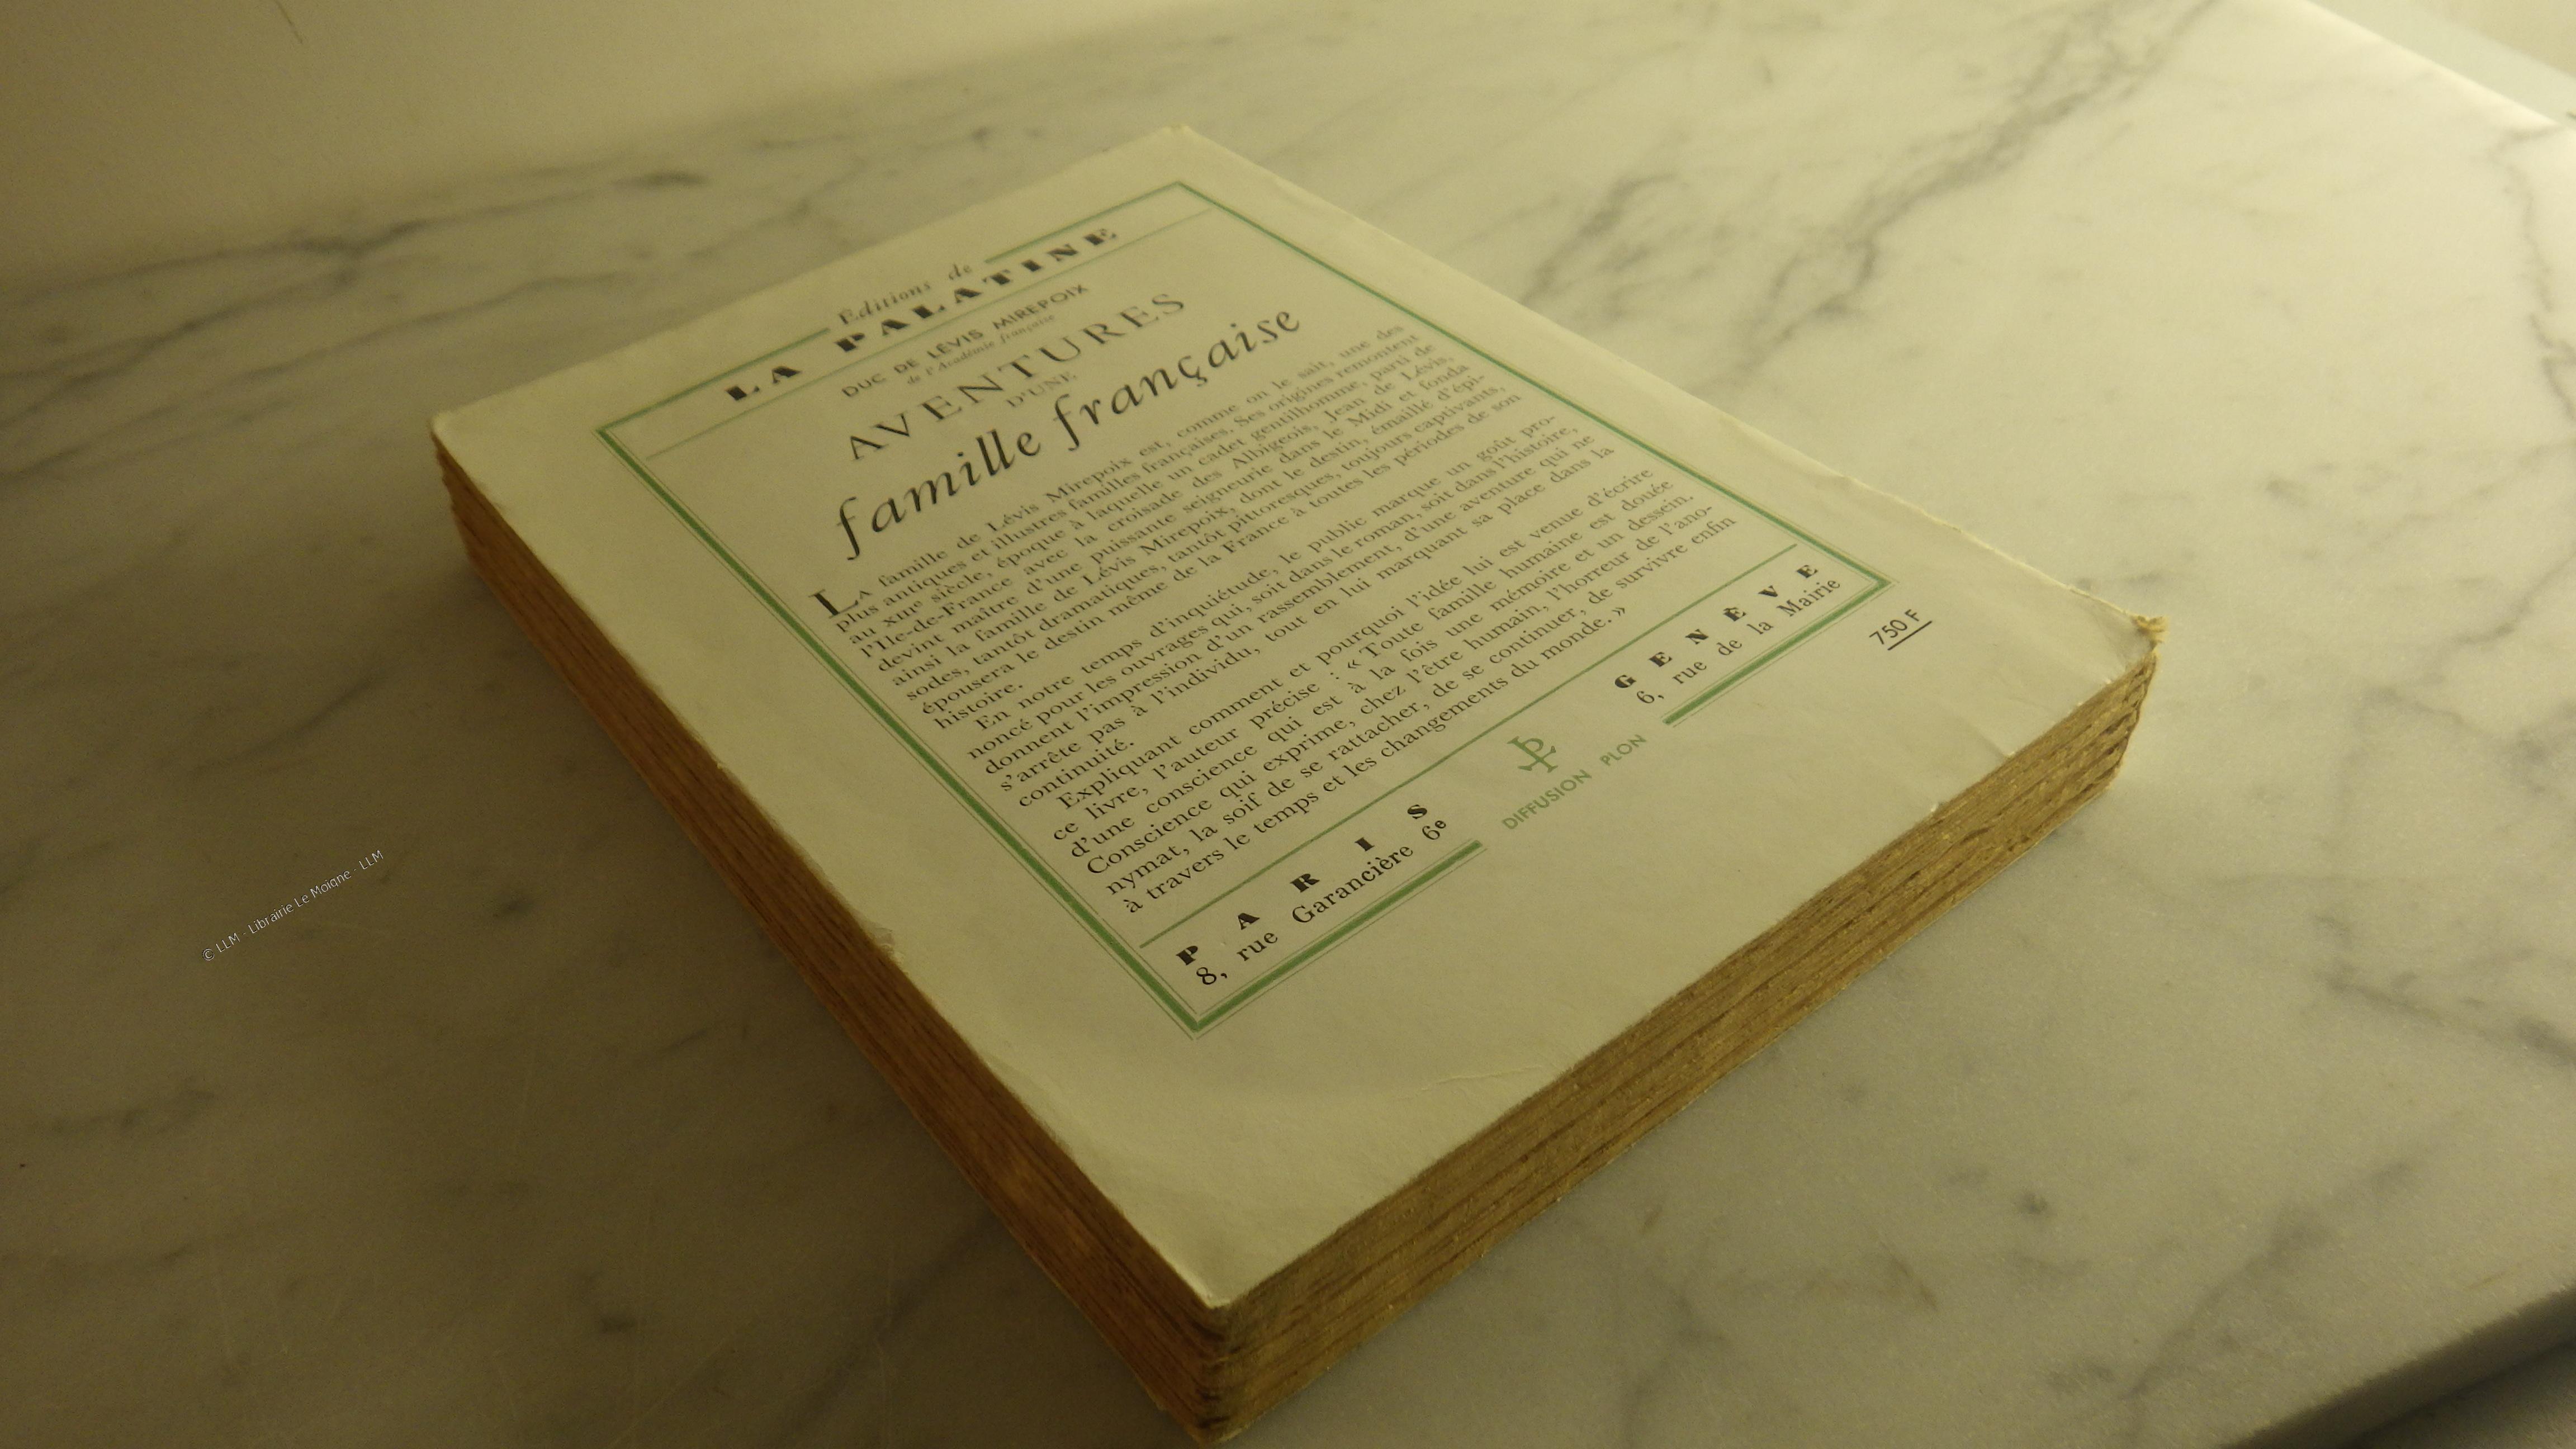 Editions de
LA PALATINE
DUC DE LÉVIS MIREPOIX
de l'Académie française
AVENTURES
D'UNE
famille française
LA famille de Lévis Mirepoix est, comme on le sait, une des
plus antiques et illustres familles françaises. Ses origines remontent
au XIIIe siècle, époque à laquelle un cadet gentilhomme, parti de
l'Ile-de-France avec la croisade des Albigeois, Jean de Lévis,
devint maître d'une puissante seigneurie dans le Midi et fonda
ainsi la famille de Lévis Mirepoix, dont le destin, émaillé d'épi-
sodes, tantôt dramatiques, tantôt pittoresques, toujours captivants,
épousera le destin même de la France à toutes les périodes de son
histoire.
En notre temps d'inquiétude, le public marque un goût pro-
noncé pour les ouvrages qui, soit dans le roman, soit dans l'histoire,
donnent l'impression d'un rassemblement, d'une aventure qui ne
s'arrête pas à l'individu, tout en lui marquant sa place dans la
continuité.
Expliquant comment et pourquoi l'idée lui est venue d'écrire
ce livre, l'auteur précise : « Toute famille humaine est douée
d'une conscience qui est à la fois une mémoire et un dessein.
Conscience qui exprime, chez l'être humain, l'horreur de l'ano-
nymat, la soif de se rattacher, de se continuer, de survivre enfin
à travers le temps et les changements du monde. »
PARIS
8, rue Garancière 6e
GENÈVE
6, rue de la Mairie
DIFFUSION PLON
750 F
© LLM - Librairie Le Moigne - LLM